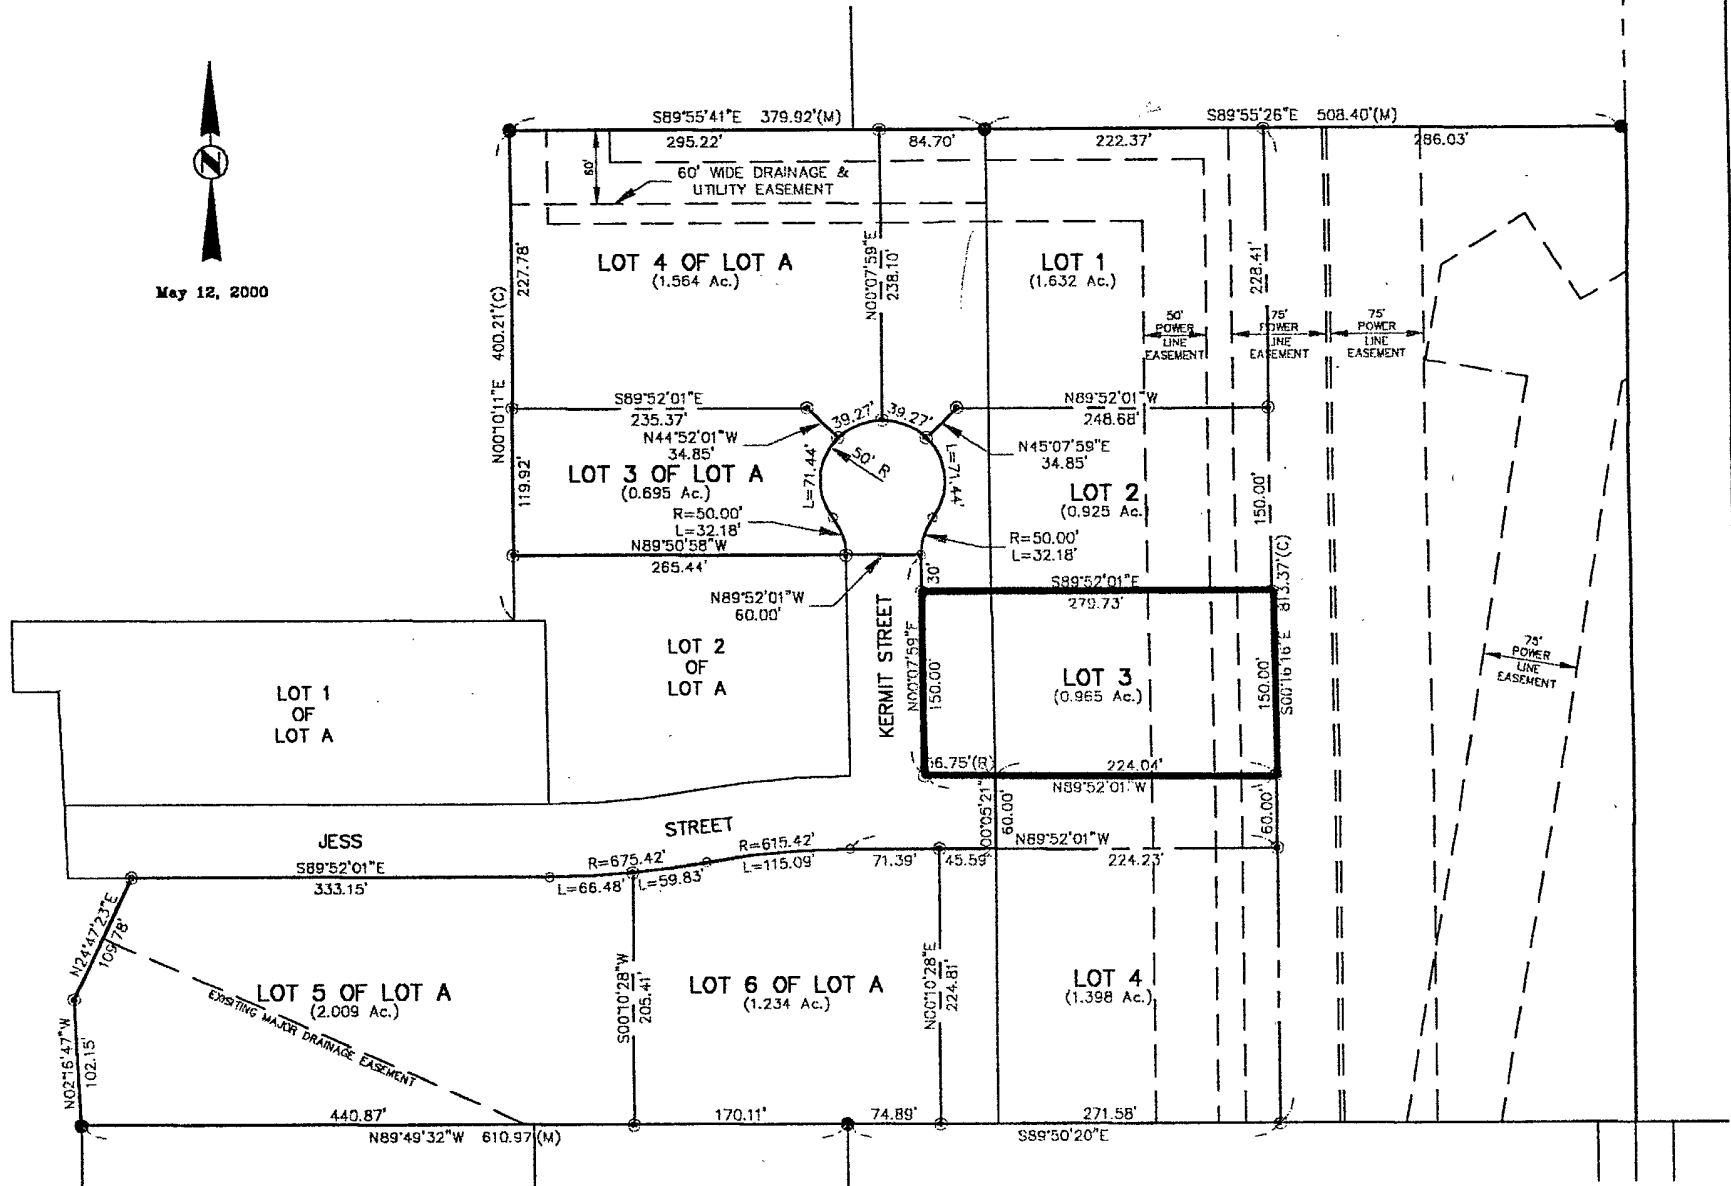 S89°55'41"E 379.92'(M)
295.22'
84.70'
S89°55'26"E 508.40'(M)
222.37'
286.03'
N
May 12, 2000
60'
60' WIDE DRAINAGE &
UTILITY EASEMENT
227.78'
N00°10'11"E 400.21'(C)
LOT 4 OF LOT A
(1.564 Ac.)
N00°07'59"E
238.10'
LOT 1
(1.632 Ac.)
228.41'
50'
POWER
LINE
EASEMENT
75'
POWER
LINE
EASEMENT
75'
POWER
LINE
EASEMENT
S89°52'01"E
235.37'
39.27'
39.27'
N89°52'01"W
248.68'
N44°52'01"W
34.85'
N45°07'59"E
34.85'
50' R
L=71.44'
L=71.44'
119.92'
LOT 3 OF LOT A
(0.695 Ac.)
R=50.00'
L=32.18'
LOT 2
(0.925 Ac.)
150.00'
R=50.00'
L=32.18'
N89°50'58"W
265.44'
N89°52'01"W
60.00'
30'
S89°52'01"E
279.73'
S00°16'16"E 813.37'(C)
KERMIT STREET
N00°07'59"E
150.00'
LOT 3
(0.965 Ac.)
150.00'
LOT 2
OF
LOT A
LOT 1
OF
LOT A
75'
POWER
LINE
EASEMENT
56.75'(R)
224.04'
N89°52'01"W
00°05'21"
60.00'
60.00'
JESS
STREET
S89°52'01"E
333.15'
R=675.42'
L=66.48'
L=59.83'
R=615.42'
L=115.09'
71.39'
45.59'
N89°52'01"W
224.23'
N24°47'23"E
109.78'
N02°16'47"W
102.15'
LOT 5 OF LOT A
(2.009 Ac.)
EXISITING MAJOR DRAINAGE EASEMENT
S00°10'28"W
205.41'
LOT 6 OF LOT A
(1.234 Ac.)
N00°10'28"E
224.81'
LOT 4
(1.398 Ac.)
440.87'
N89°49'32"W 610.97'(M)
170.11'
74.89'
271.58'
S89°50'20"E